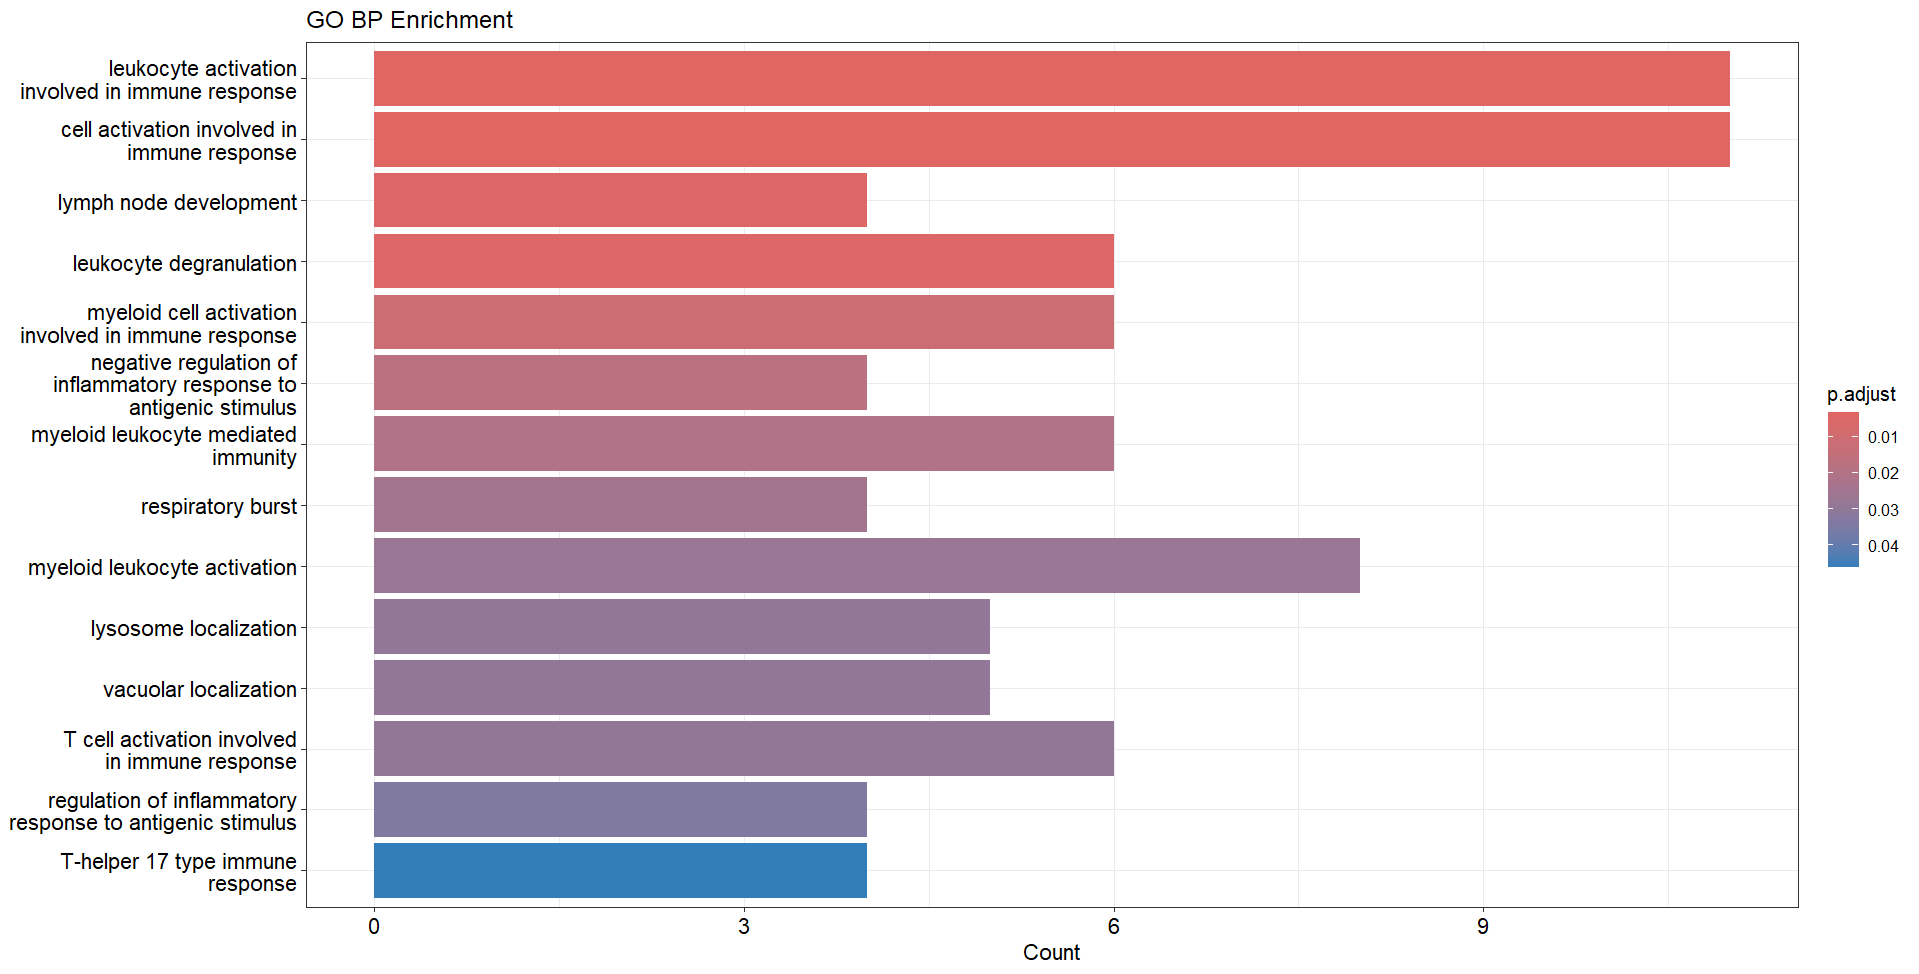 GO BP Enrichment
leukocyte activation
involved in immune response
cell activation involved in
immune response
lymph node development
leukocyte degranulation
myeloid cell activation
involved in immune response
negative regulation of
inflammatory response to
antigenic stimulus
myeloid leukocyte mediated
immunity
respiratory burst
myeloid leukocyte activation
lysosome localization
vacuolar localization
T cell activation involved
in immune response
regulation of inflammatory
response to antigenic stimulus
T-helper 17 type immune
response
0 3 6 9
Count
p.adjust
0.01
0.02
0.03
0.04